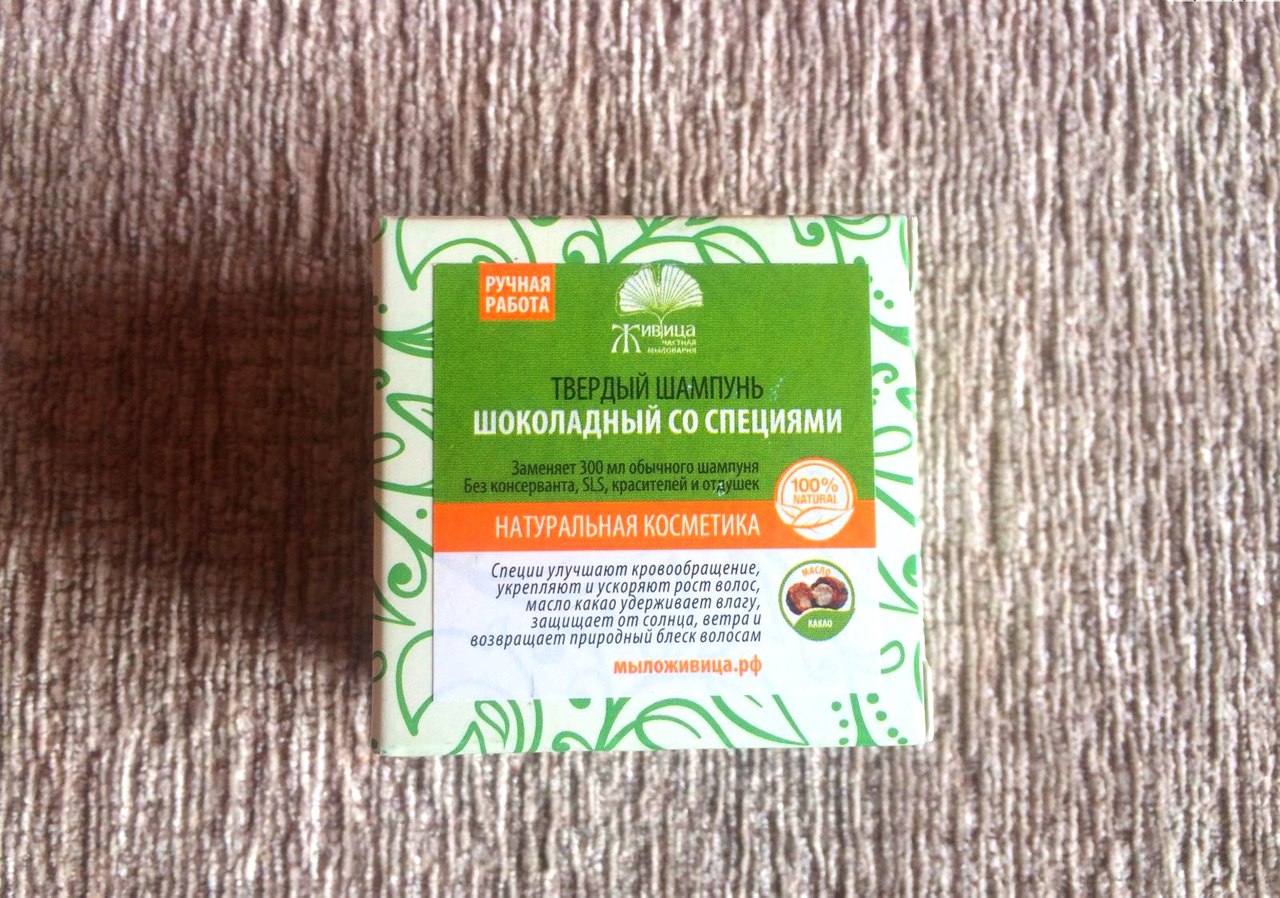 РУЧНАЯ
РАБОТА
Живица
ЧАСТНАЯ
МЫЛОВАРНЯ
ТВЕРДЫЙ ШАМПУНЬ
ШОКОЛАДНЫЙ СО СПЕЦИЯМИ
Заменяет 300 мл обычного шампуня
Без консерванта, SLS, красителей и отдушек
100%
NATURAL
НАТУРАЛЬНАЯ КОСМЕТИКА
Специи улучшают кровообращение,
укрепляют и ускоряют рост волос,
масло какао удерживает влагу,
защищает от солнца, ветра и
возвращает природный блеск волосам
МАСЛО
КАКАО
мыложивица.рф